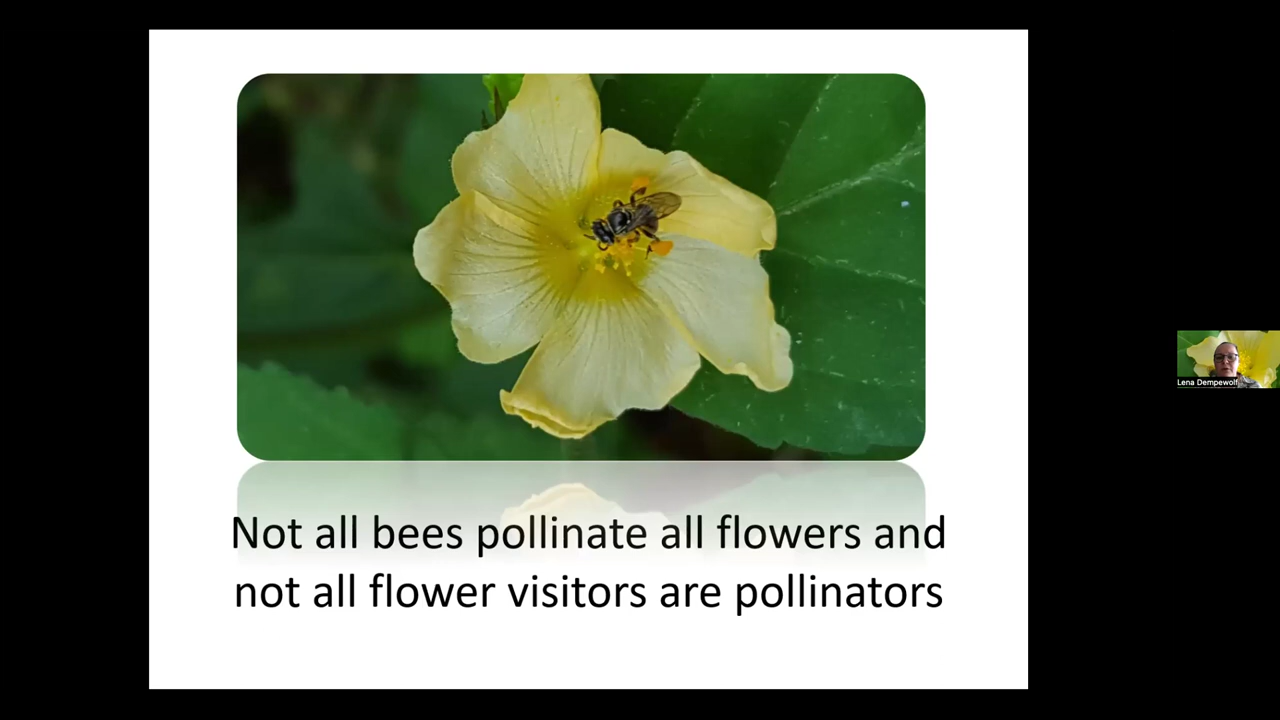 Not all bees pollinate all flowers and
not all flower visitors are pollinators
Lena Dempewolf